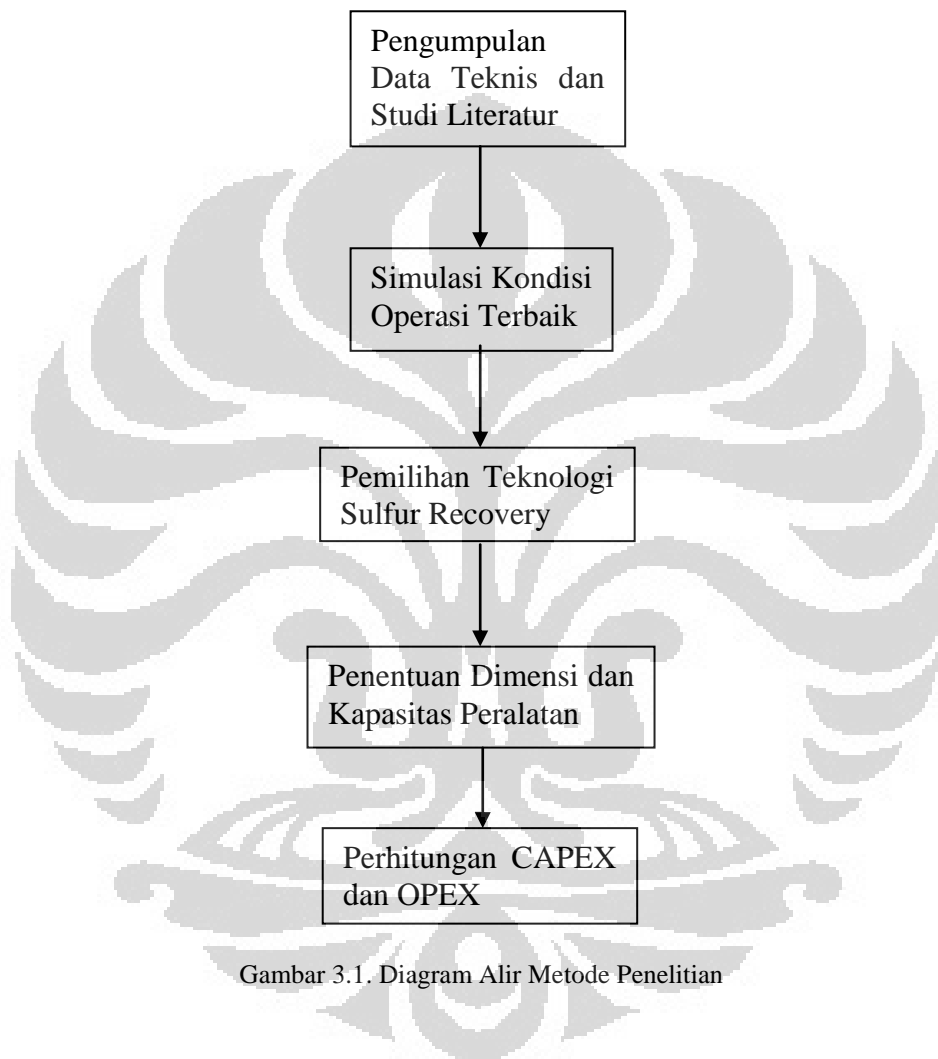 Pengumpulan
Data Teknis dan
Studi Literatur
Simulasi Kondisi
Operasi Terbaik
Pemilihan Teknologi
Sulfur Recovery
Penentuan Dimensi dan
Kapasitas Peralatan
Perhitungan CAPEX
dan OPEX
Gambar 3.1. Diagram Alir Metode Penelitian